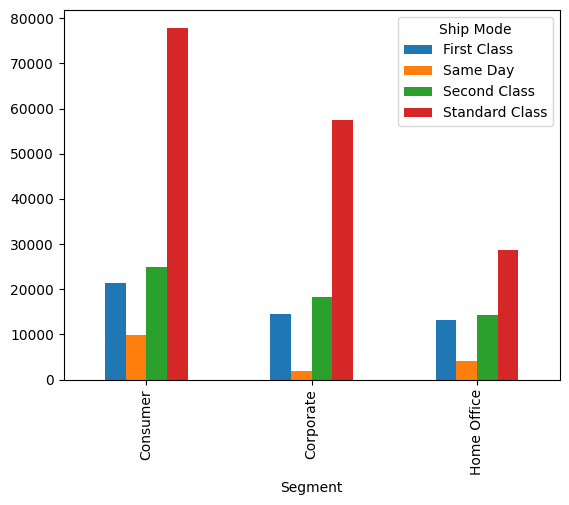 80000
70000
60000
50000
40000
30000
20000
10000
0
Ship Mode
First Class
Same Day
Second Class
Standard Class
Consumer
Corporate
Home Office
Segment